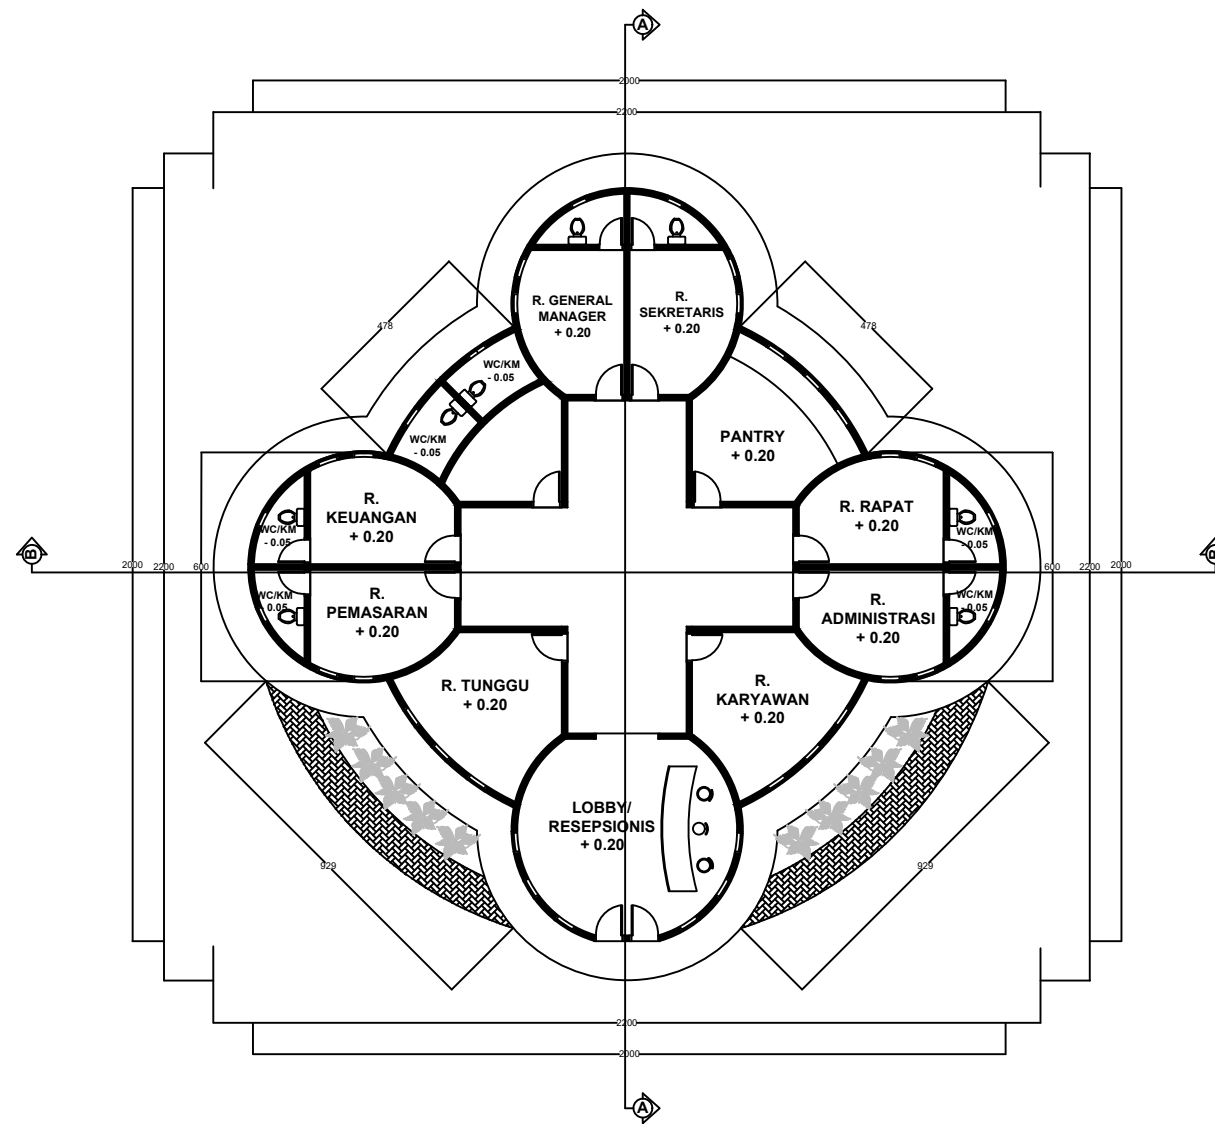 A
2000
2200
R. GENERAL
MANAGER
+ 0.20
R.
SEKRETARIS
+ 0.20
478
478
WC/KM
- 0.05
WC/KM
- 0.05
PANTRY
+ 0.20
R.
KEUANGAN
+ 0.20
R. RAPAT
+ 0.20
WC/KM
- 0.05
WC/KM
- 0.05
B
2000
2200
600
600
2200
2000
B
WC/KM
- 0.05
R.
PEMASARAN
+ 0.20
R.
ADMINISTRASI
+ 0.20
WC/KM
- 0.05
R. TUNGGU
+ 0.20
R.
KARYAWAN
+ 0.20
LOBBY/
RESEPSIONIS
+ 0.20
929
929
2200
2000
A